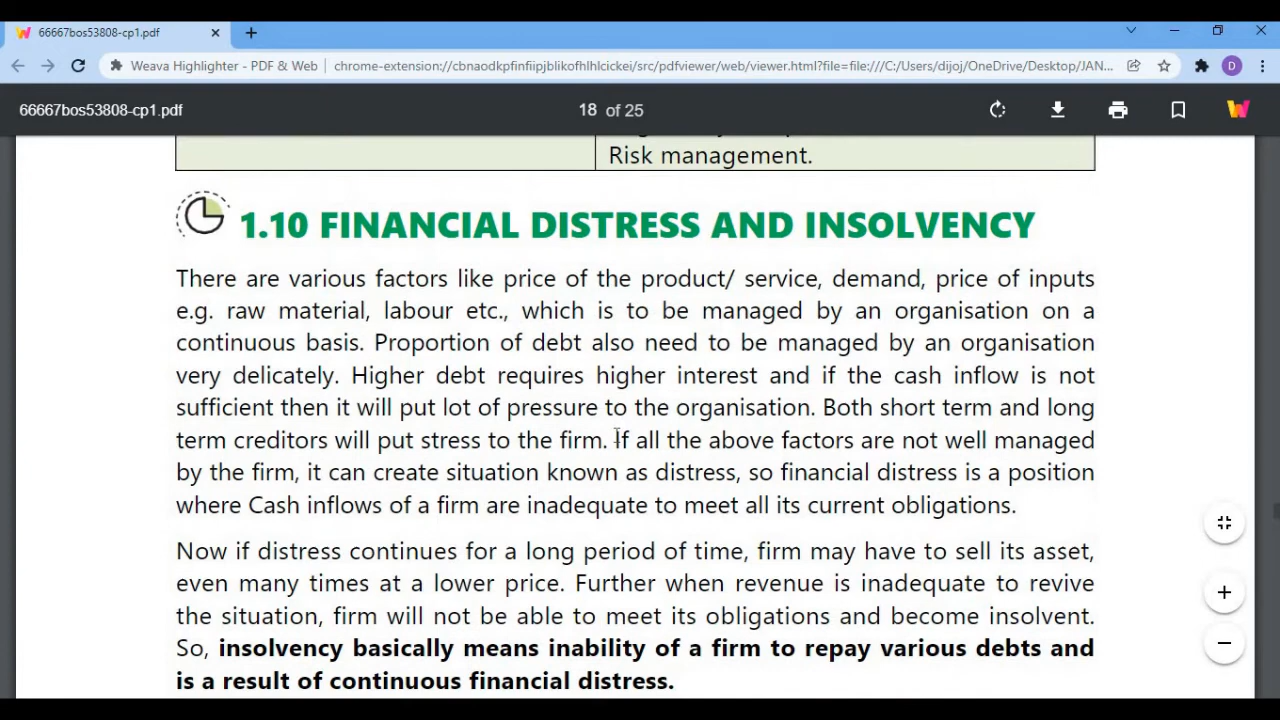 66667bos53808-cp1.pdf
Weava Highlighter - PDF & Web | chrome-extension://cbnaodkpfinfiipjblikofhlhlcickei/src/pdfviewer/web/viewer.html?file=file:///C:/Users/dijoj/OneDrive/Desktop/JAN...
D
66667bos53808-cp1.pdf
18 of 25
Risk management.
1.10 FINANCIAL DISTRESS AND INSOLVENCY
There are various factors like price of the product/ service, demand, price of inputs
e.g. raw material, labour etc., which is to be managed by an organisation on a
continuous basis. Proportion of debt also need to be managed by an organisation
very delicately. Higher debt requires higher interest and if the cash inflow is not
sufficient then it will put lot of pressure to the organisation. Both short term and long
term creditors will put stress to the firm. If all the above factors are not well managed
by the firm, it can create situation known as distress, so financial distress is a position
where Cash inflows of a firm are inadequate to meet all its current obligations.
Now if distress continues for a long period of time, firm may have to sell its asset,
even many times at a lower price. Further when revenue is inadequate to revive
the situation, firm will not be able to meet its obligations and become insolvent.
So, insolvency basically means inability of a firm to repay various debts and
is a result of continuous financial distress.